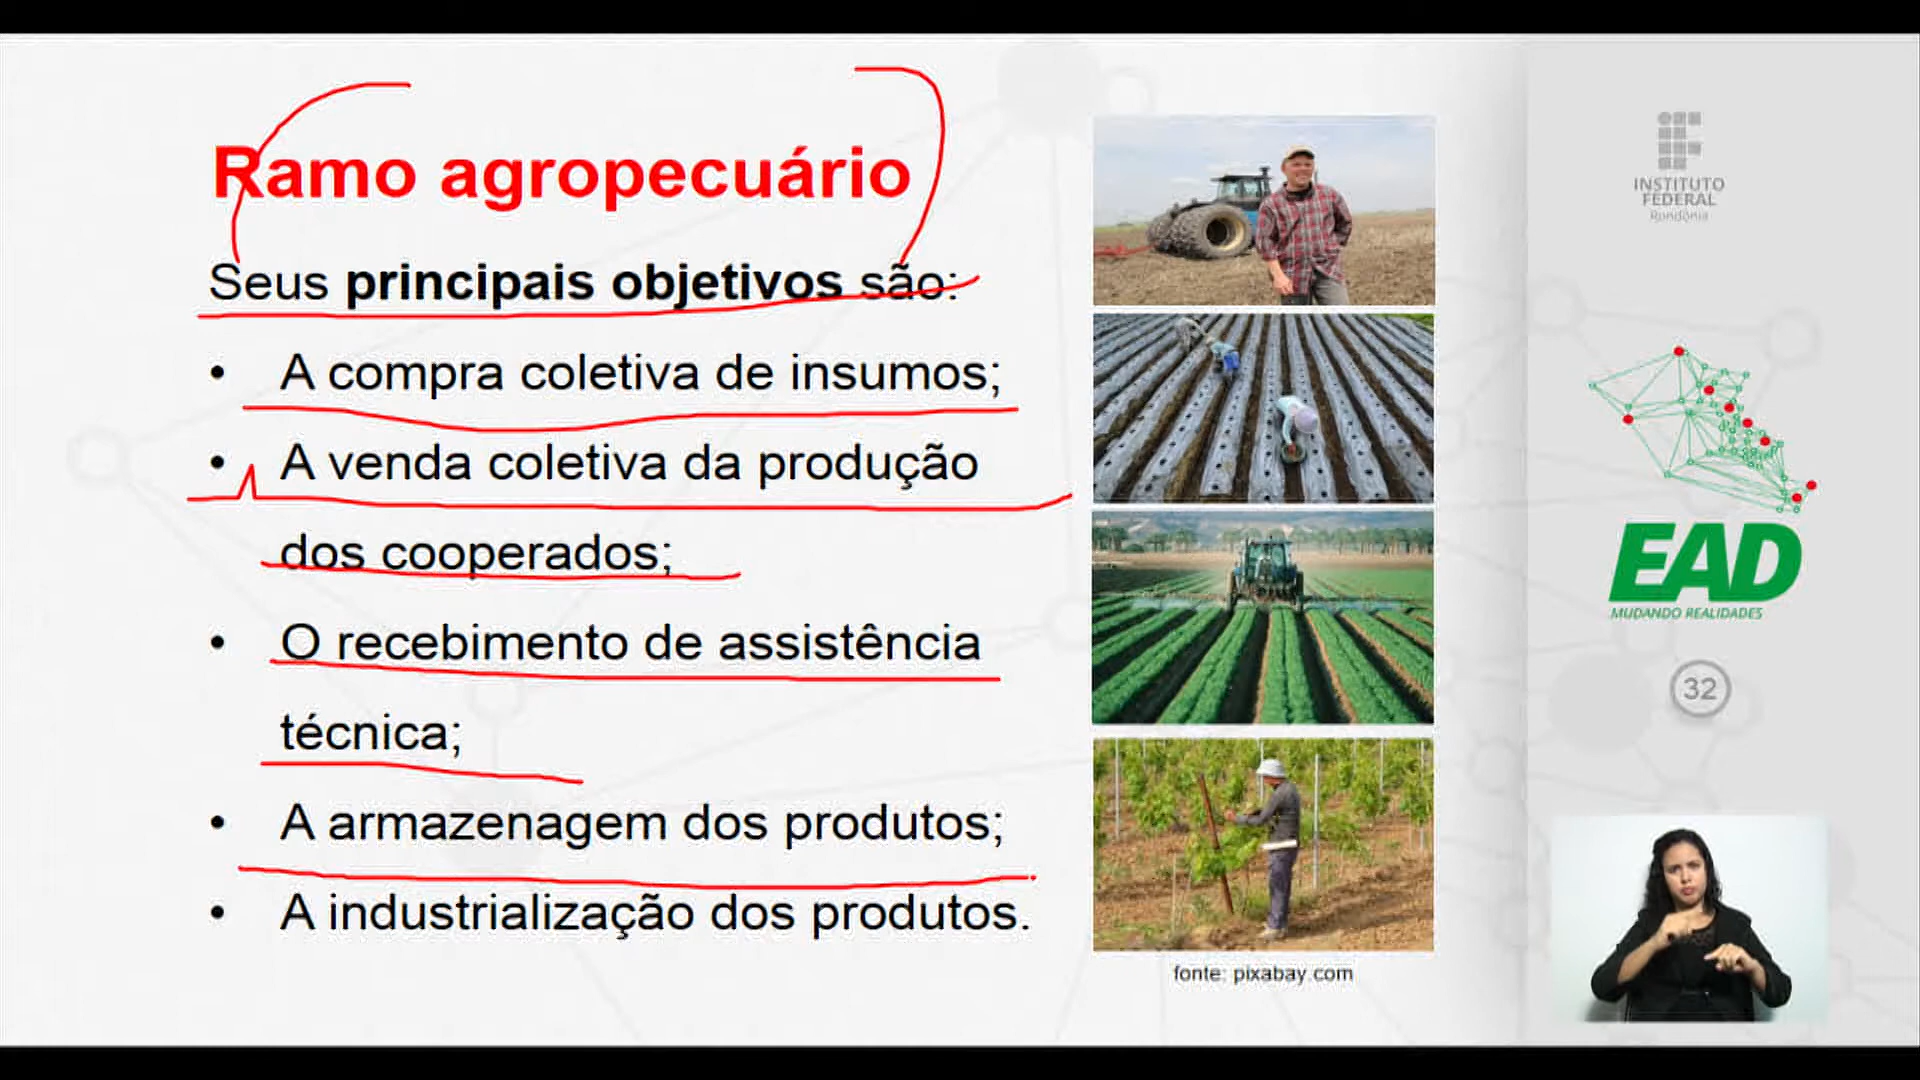 Ramo agropecuário
Seus principais objetivos são:
• A compra coletiva de insumos;
• A venda coletiva da produção
dos cooperados;
• O recebimento de assistência
técnica;
• A armazenagem dos produtos;
• A industrialização dos produtos.
fonte: pixabay.com
INSTITUTO
FEDERAL
Rondônia
EAD
MUDANDO REALIDADES
32